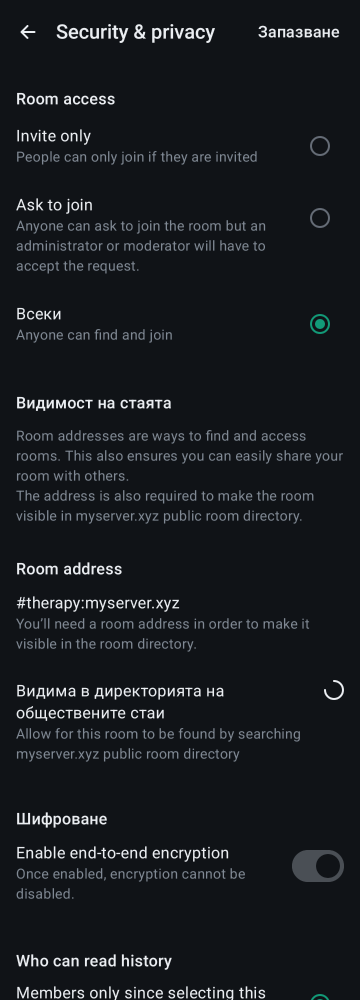 Security & privacy
Запазване
Room access
Invite only
People can only join if they are invited
Ask to join
Anyone can ask to join the room but an
administrator or moderator will have to
accept the request.
Всеки
Anyone can find and join
Видимост на стаята
Room addresses are ways to find and access
rooms. This also ensures you can easily share your
room with others.
The address is also required to make the room
visible in myserver.xyz public room directory.
Room address
#therapy:myserver.xyz
You’ll need a room address in order to make it
visible in the room directory.
Видима в директорията на
обществените стаи
Allow for this room to be found by searching
myserver.xyz public room directory
Шифроване
Enable end-to-end encryption
Once enabled, encryption cannot be
disabled.
Who can read history
Members only since selecting this